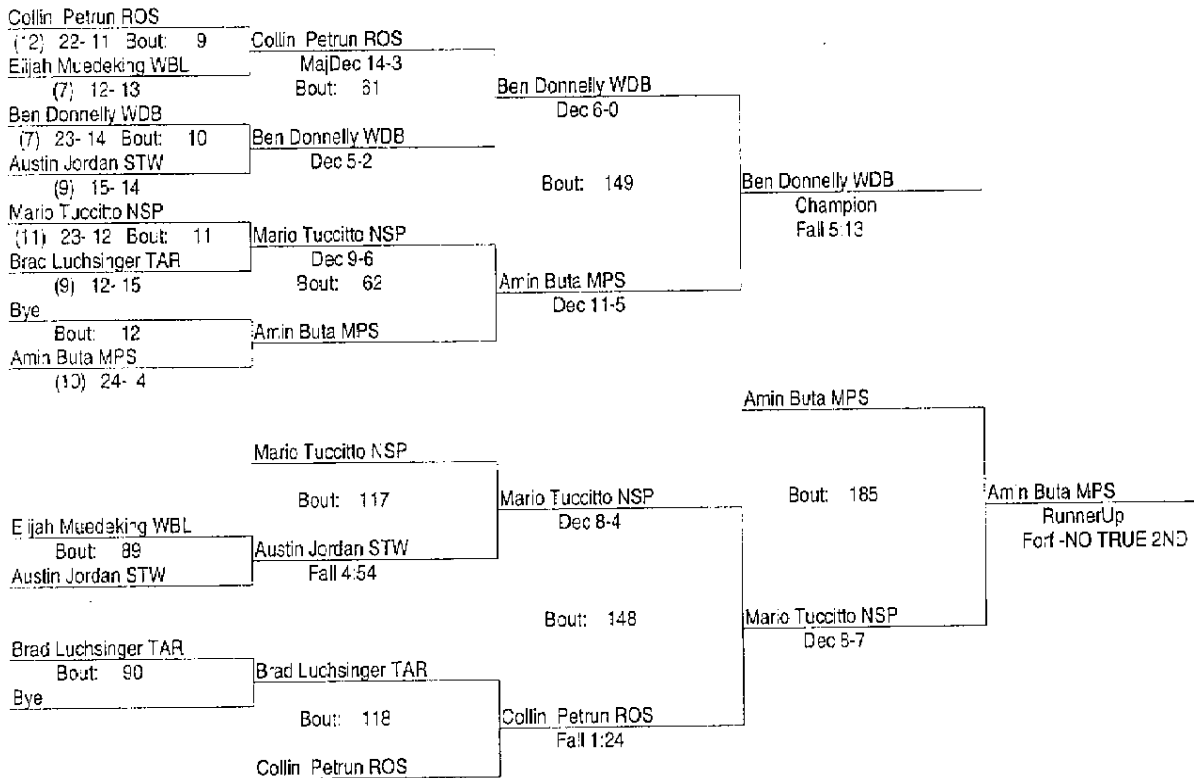 Collin Petrun ROS
(12) 22- 11 Bout: 9
Elijah Muedeking WBL
(7) 12- 13
Ben Donnelly WDB
(7) 23- 14 Bout: 10
Austin Jordan STW
(9) 15- 14
Mario Tuccitto NSP
(11) 23- 12 Bout: 11
Brad Luchsinger TAR
(9) 12- 15
Bye
Bout: 12
Amin Buta MPS
(10) 24- 4
Collin Petrun ROS
MajDec 14-3
Bout: 61
Ben Donnelly WDB
Dec 5-2
Mario Tuccitto NSP
Dec 9-6
Bout: 62
Amin Buta MPS
Ben Donnelly WDB
Dec 6-0
Bout: 149
Amin Buta MPS
Dec 11-5
Ben Donnelly WDB
Champion
Fall 5:13
Elijah Muedeking WBL
Bout: 89
Austin Jordan STW
Brad Luchsinger TAR
Bout: 90
Bye
Mario Tuccitto NSP
Bout: 117
Austin Jordan STW
Fall 4:54
Brad Luchsinger TAR
Bout: 118
Collin Petrun ROS
Mario Tuccitto NSP
Dec 8-4
Bout: 148
Collin Petrun ROS
Fall 1:24
Amin Buta MPS
Bout: 185
Mario Tuccitto NSP
Dec 8-7
Amin Buta MPS
RunnerUp
Forf -NO TRUE 2ND